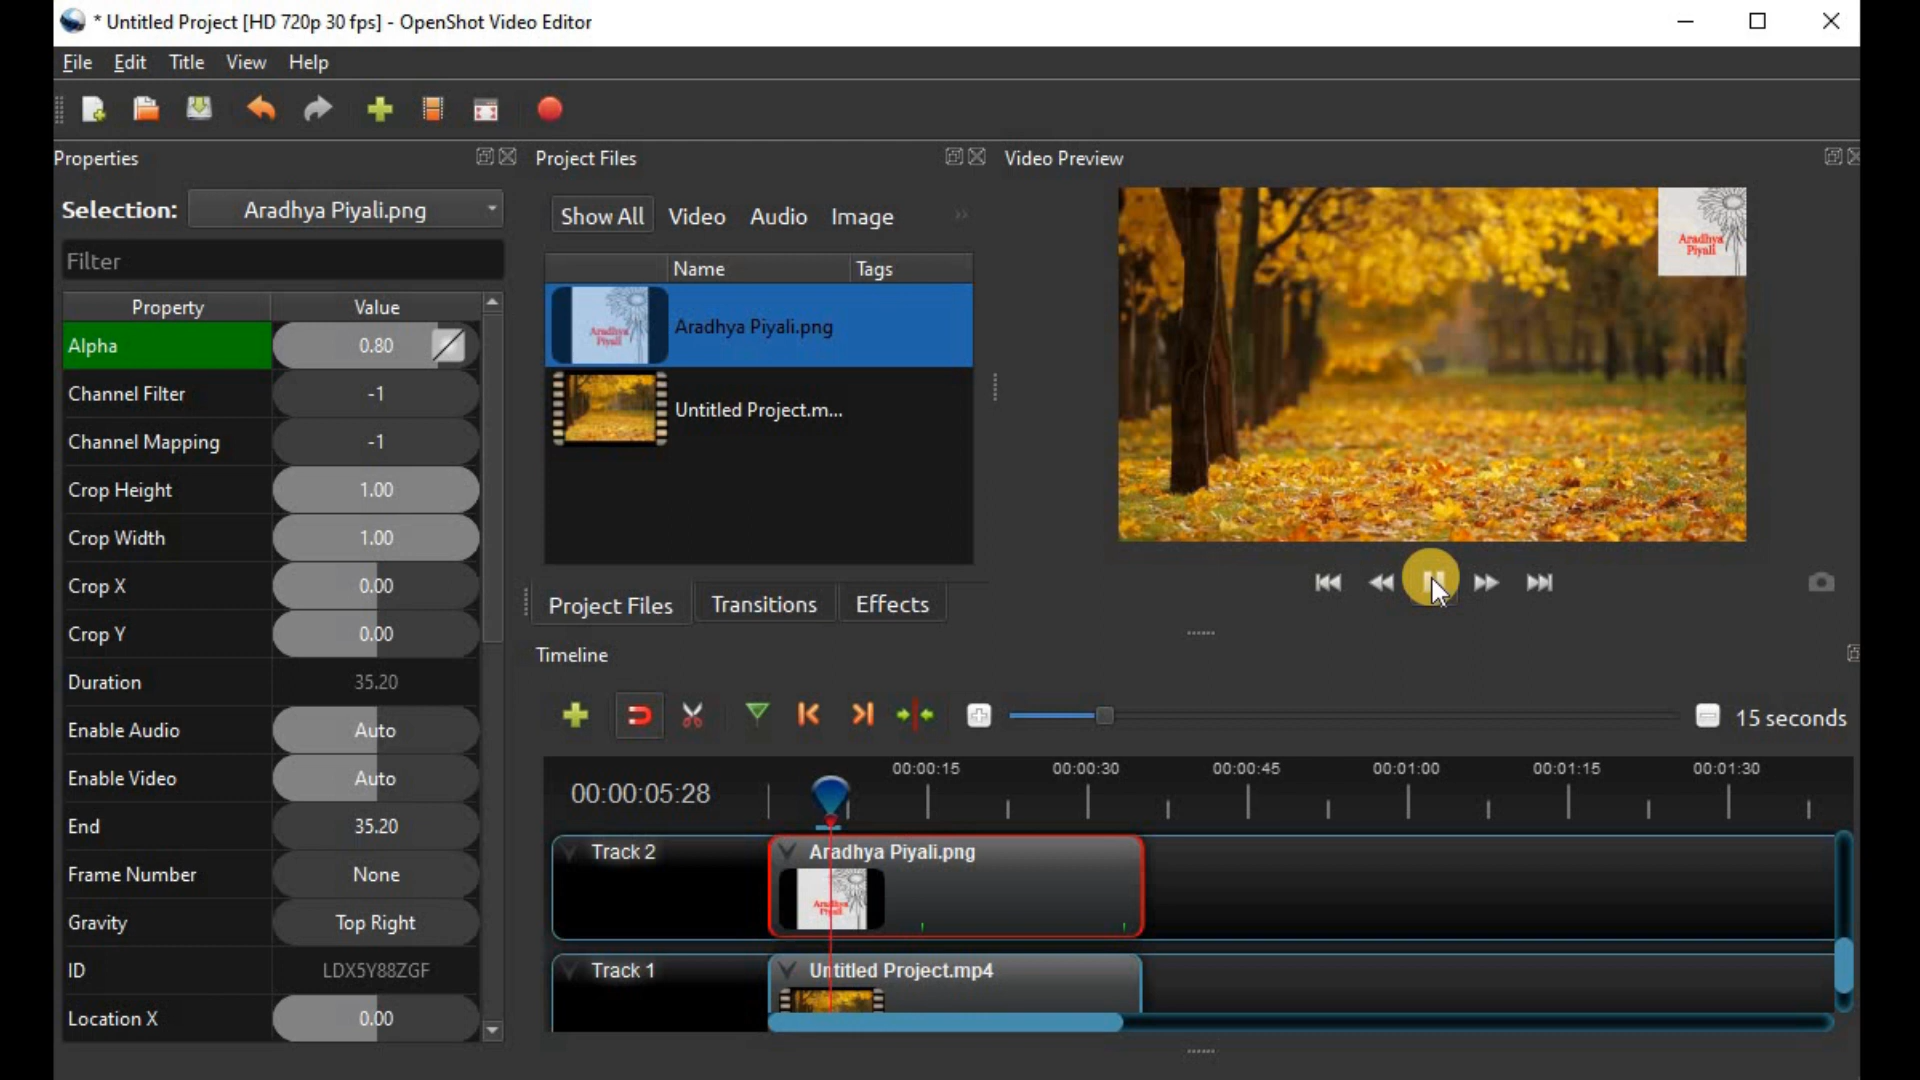 * Untitled Project [HD 720p 30 fps] - OpenShot Video Editor
File Edit Title View Help
Properties
Selection: Aradhya Piyali.png
Filter
Property Value
Alpha 0.80
Channel Filter -1
Channel Mapping -1
Crop Height 1.00
Crop Width 1.00
Crop X 0.00
Crop Y 0.00
Duration 35.20
Enable Audio Auto
Enable Video Auto
End 35.20
Frame Number None
Gravity Top Right
ID LDX5Y88ZGF
Location X 0.00
Project Files
Show All Video Audio Image
Name Tags
Aradhya Piyali
Aradhya Piyali.png
Untitled Project.m...
Project Files Transitions Effects
Video Preview
Aradhya
Piyali
Timeline
15 seconds
00:00:05:28
00:00:15 00:00:30 00:00:45 00:01:00 00:01:15 00:01:30
Track 2 Aradhya Piyali.png
Aradhya
Piyali
Track 1 Untitled Project.mp4